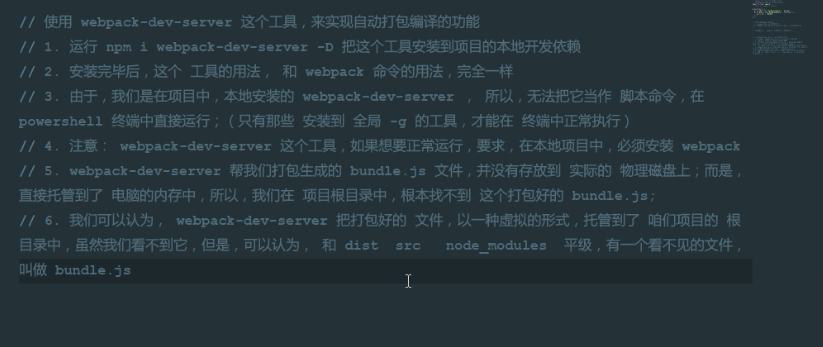 // 使用 webpack-dev-server 这个工具，来实现自动打包编译的功能
// 1. 运行 npm i webpack-dev-server -D 把这个工具安装到项目的本地开发依赖
// 2. 安装完毕后，这个 工具的用法， 和 webpack 命令的用法，完全一样
// 3. 由于，我们是在项目中，本地安装的 webpack-dev-server ， 所以，无法把它当作 脚本命令，在
powershell 终端中直接运行；（只有那些 安装到 全局 -g 的工具，才能在 终端中正常执行）
// 4. 注意： webpack-dev-server 这个工具，如果想要正常运行，要求，在本地项目中，必须安装 webpack
// 5. webpack-dev-server 帮我们打包生成的 bundle.js 文件，并没有存放到 实际的 物理磁盘上；而是，
直接托管到了 电脑的内存中，所以，我们在 项目根目录中，根本找不到 这个打包好的 bundle.js;
// 6. 我们可以认为， webpack-dev-server 把打包好的 文件，以一种虚拟的形式，托管到了 咱们项目的 根
目录中，虽然我们看不到它，但是，可以认为， 和 dist src node_modules 平级，有一个看不见的文件，
叫做 bundle.js